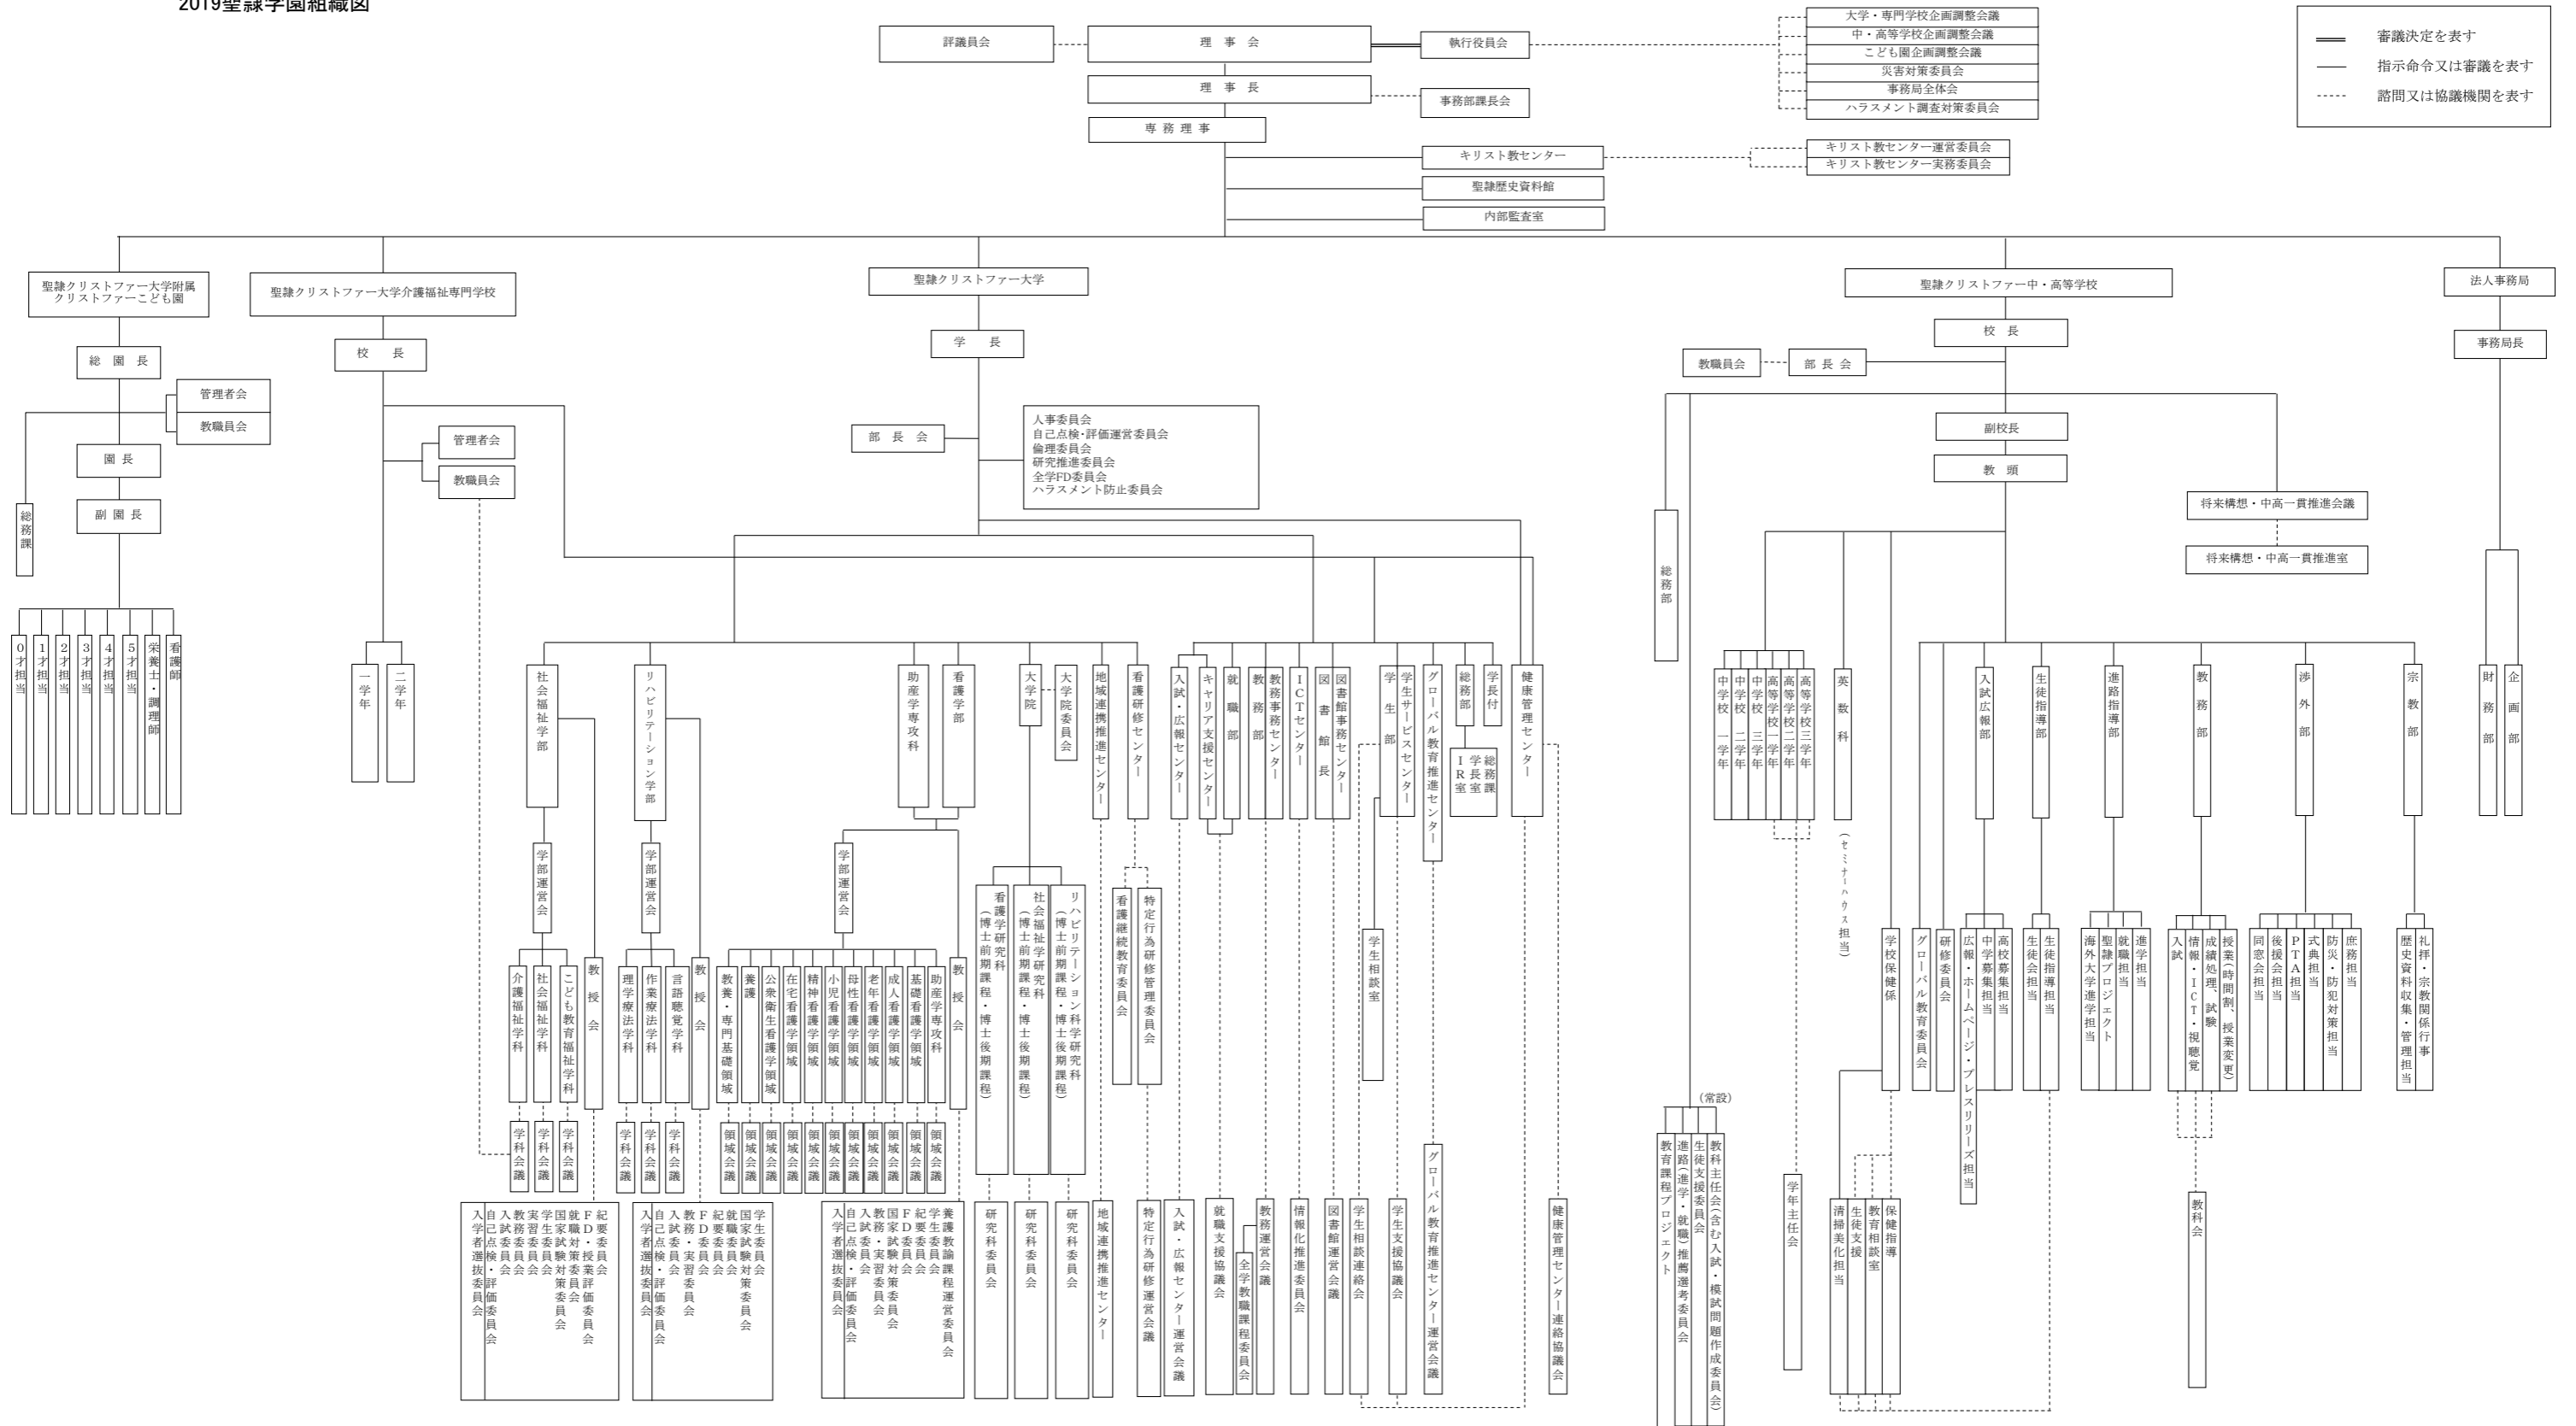 2019聖隷学園組織図
審議決定を表す
指示命令又は審議を表す
諮問又は協議機関を表す
評議員会
理事会
執行役員会
大学・専門学校企画調整会議
中・高等学校企画調整会議
こども園企画調整会議
災害対策委員会
事務局全体会
ハラスメント調査対策委員会
理事長
事務部課長会
専務理事
キリスト教センター
キリスト教センター運営委員会
キリスト教センター実務委員会
聖隷歴史資料館
内部監査室
聖隷クリストファー大学附属
クリストファーこども園
総園長
管理者会
教職員会
園長
副園長
総務課
0才担当
1才担当
2才担当
3才担当
4才担当
5才担当
栄養士・調理師
看護師
聖隷クリストファー大学介護福祉専門学校
校長
管理者会
教職員会
一学年
二学年
聖隷クリストファー大学
学長
部長会
人事委員会
自己点検・評価運営委員会
倫理委員会
研究推進委員会
全学FD委員会
ハラスメント防止委員会
社会福祉学部
リハビリテーション学部
助産学専攻科
看護学部
大学院
大学院委員会
地域連携推進センター
看護研修センター
入試・広報センター
キャリア支援センター
就職部
教務部
教務事務センター
ICTセンター
図書館長
図書館事務センター
学生部
学生サービスセンター
グローバル教育推進センター
総務部
学長付
総務課
学長室
IR室
健康管理センター
学部運営会
介護福祉学科
社会福祉学科
こども教育福祉学科
教授会
学科会議
学科会議
学科会議
入学者選抜委員会
自己点検・評価委員会
入試委員会
教務委員会
実習委員会
学生委員会
国家試験対策委員会
就職対策委員会
FD・授業評価委員会
紀要委員会
学部運営会
理学療法学科
作業療法学科
言語聴覚学科
教授会
学科会議
学科会議
学科会議
入学者選抜委員会
自己点検・評価委員会
入試委員会
教務・実習委員会
FD委員会
紀要委員会
就職委員会
国家試験対策委員会
学生委員会
学部運営会
教養・専門基礎領域
養護
公衆衛生看護学領域
在宅看護学領域
精神看護学領域
小児看護学領域
母性看護学領域
老年看護学領域
成人看護学領域
基礎看護学領域
助産学専攻科
教授会
領域会議
領域会議
領域会議
領域会議
領域会議
領域会議
領域会議
領域会議
領域会議
領域会議
領域会議
入学者選抜委員会
自己点検・評価委員会
入試委員会
教務・実習委員会
国家試験対策委員会
FD委員会
紀要委員会
学生委員会
養護教諭課程運営委員会
看護学研究科
(博士前期課程・博士後期課程)
社会福祉学研究科
(博士前期課程・博士後期課程)
リハビリテーション科学研究科
(博士前期課程・博士後期課程)
研究科委員会
研究科委員会
研究科委員会
地域連携推進センター
看護継続教育委員会
特定行為研修管理委員会
特定行為研修運営会議
入試・広報センター運営会議
就職支援協議会
全学教職課程委員会
教務運営会議
情報化推進委員会
図書館運営会議
学生相談室
学生相談連絡会
学生支援協議会
グローバル教育推進センター運営会議
健康管理センター連絡協議会
聖隷クリストファー中・高等学校
校長
教職員会
部長会
副校長
教頭
将来構想・中高一貫推進会議
将来構想・中高一貫推進室
総務部
中学校 一学年
中学校 二学年
中学校 三学年
高等学校一学年
高等学校二学年
高等学校三学年
英数科
(セミナーハウス担当)
学校保健係
グローバル教育委員会
研修委員会
入試広報部
広報・ホームページ・プレスリリーズ担当
中学募集担当
高校募集担当
生徒指導部
生徒会担当
生徒指導担当
進路指導部
海外大学進学担当
聖隷プロジェクト
就職担当
進学担当
教務部
入試
情報・ICT・視聴覚
成績処理、試験
授業(時間割、授業変更)
渉外部
同窓会担当
後援会担当
PTA担当
式典担当
防災・防犯対策担当
庶務担当
宗教部
歴史資料収集・管理担当
礼拝・宗教関係行事
(常設)
教育課程プロジェクト
進路(進学・就職)推薦選考委員会
生徒支援委員会
教科主任会(含む入試・模試問題作成委員会)
学年主任会
清掃美化担当
生徒支援
教育相談室
保健指導
教科会
法人事務局
事務局長
財務部
企画部